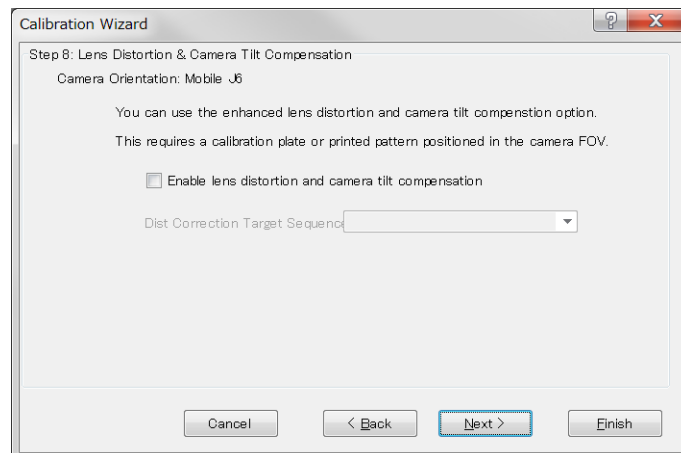 Calibration Wizard
Step 8: Lens Distortion & Camera Tilt Compensation
Camera Orientation: Mobile J6
You can use the enhanced lens distortion and camera tilt compenstion option.
This requires a calibration plate or printed pattern positioned in the camera FOV.
Enable lens distortion and camera tilt compensation
Dist Correction Target Sequence
Cancel < Back Next > Finish